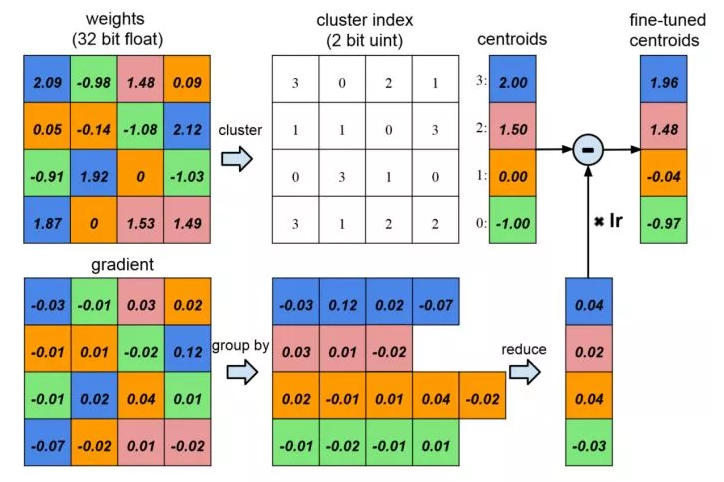 weights
(32 bit float)
cluster index
(2 bit uint)
centroids
fine-tuned
centroids
2.09 -0.98 1.48 0.09
3 0 2 1
3: 2.00
1.96
0.05 -0.14 -1.08 2.12
cluster
1 1 0 3
2: 1.50
-
1.48
-0.91 1.92 0 -1.03
0 3 1 0
1: 0.00
-0.04
1.87 0 1.53 1.49
3 1 2 2
0: -1.00
× lr
-0.97
gradient
-0.03 -0.01 0.03 0.02
-0.03 0.12 0.02 -0.07
0.04
-0.01 0.01 -0.02 0.12
group by
0.03 0.01 -0.02
reduce
0.02
-0.01 0.02 0.04 0.01
0.02 -0.01 0.01 0.04 -0.02
0.04
-0.07 -0.02 0.01 -0.02
-0.01 -0.02 -0.01 0.01
-0.03